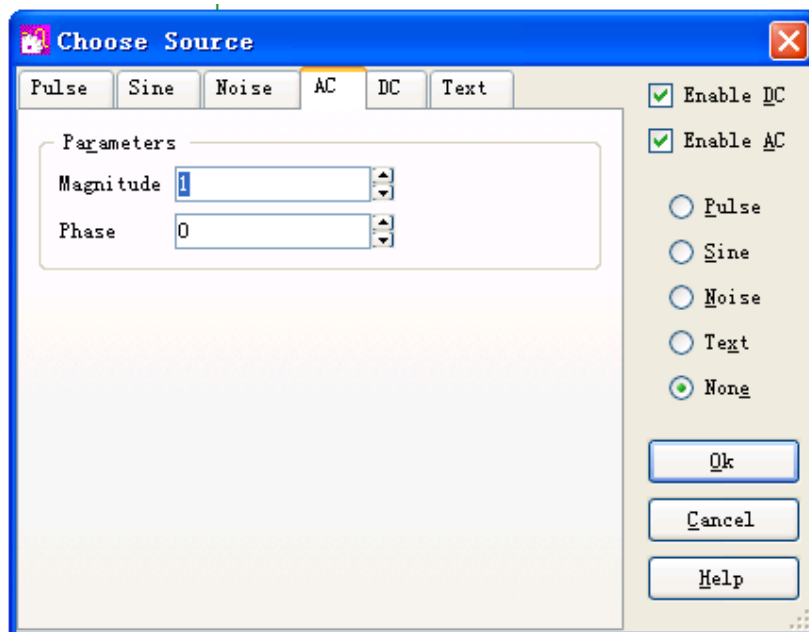 Choose Source
Pulse Sine Noise AC DC Text
Parameters
Magnitude 1
Phase 0
Enable DC
Enable AC
Pulse
Sine
Noise
Text
None
Ok
Cancel
Help